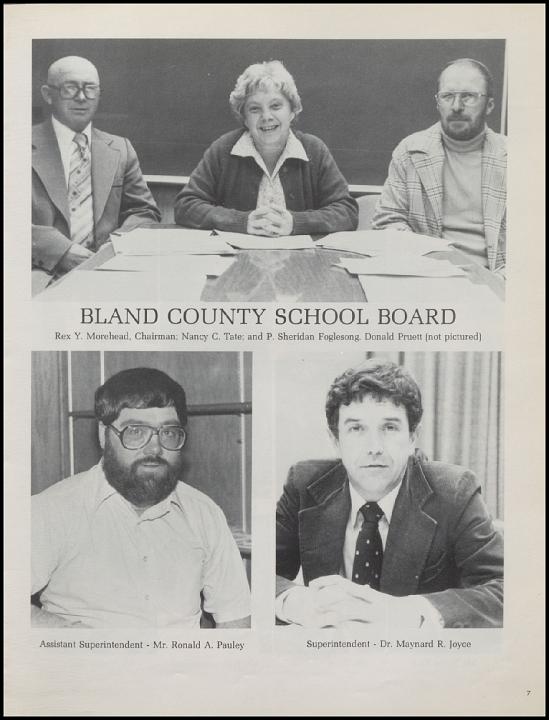 BLAND COUNTY SCHOOL BOARD
Rex Y. Morehead, Chairman; Nancy C. Tate; and P. Sheridan Foglesong. Donald Pruett (not pictured)
Assistant Superintendent - Mr. Ronald A. Pauley
Superintendent - Dr. Maynard R. Joyce
7